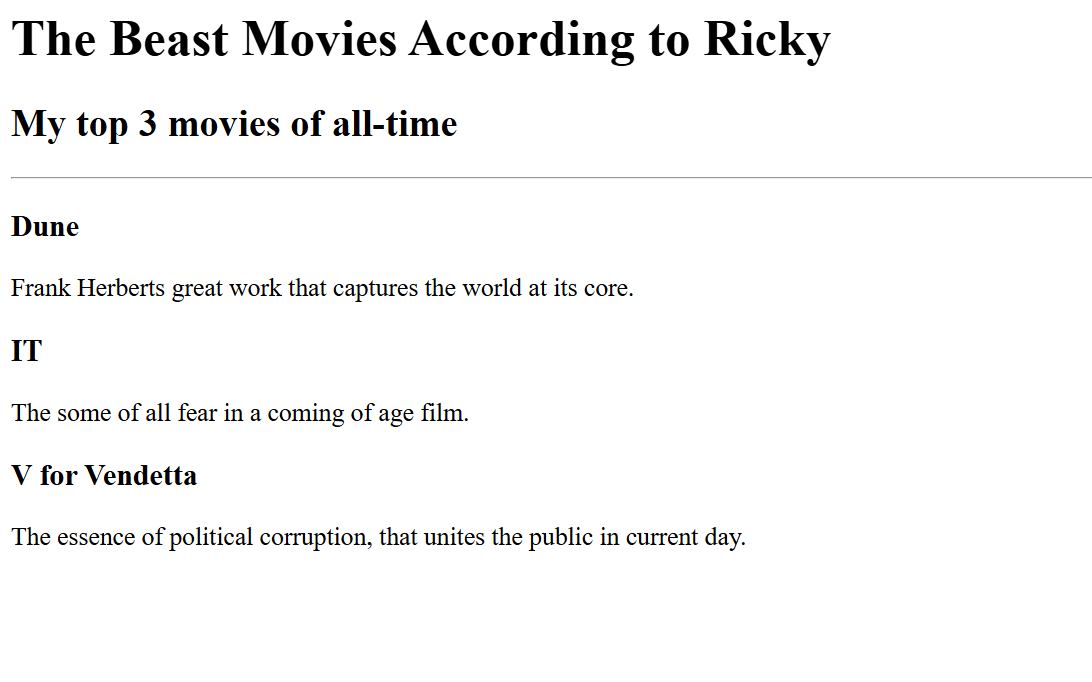 The Beast Movies According to Ricky
My top 3 movies of all-time
Dune
Frank Herberts great work that captures the world at its core.
IT
The some of all fear in a coming of age film.
V for Vendetta
The essence of political corruption, that unites the public in current day.